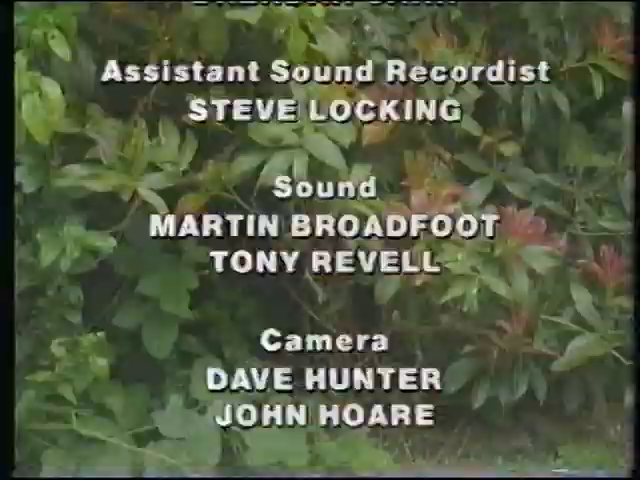 Assistant Sound Recordist
STEVE LOCKING
Sound
MARTIN BROADFOOT
TONY REVELL
Camera
DAVE HUNTER
JOHN HOARE